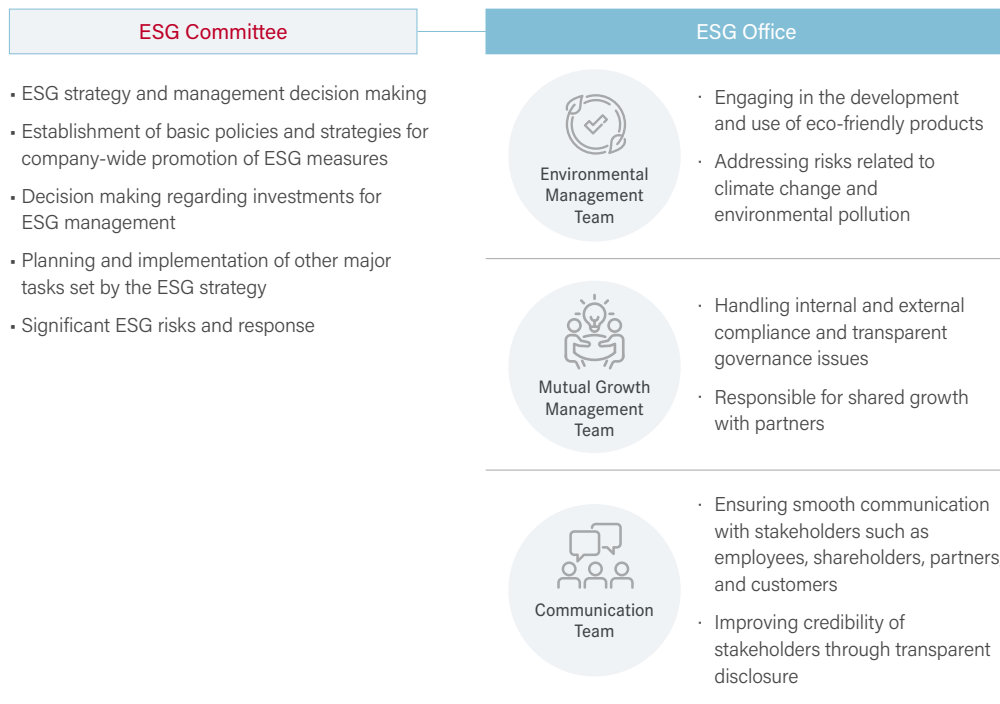 ESG Committee
• ESG strategy and management decision making
• Establishment of basic policies and strategies for
company-wide promotion of ESG measures
• Decision making regarding investments for
ESG management
• Planning and implementation of other major
tasks set by the ESG strategy
• Significant ESG risks and response
ESG Office
Environmental
Management
Team
· Engaging in the development
and use of eco-friendly products
· Addressing risks related to
climate change and
environmental pollution
Mutual Growth
Management
Team
· Handling internal and external
compliance and transparent
governance issues
· Responsible for shared growth
with partners
Communication
Team
· Ensuring smooth communication
with stakeholders such as
employees, shareholders, partners
and customers
· Improving credibility of
stakeholders through transparent
disclosure